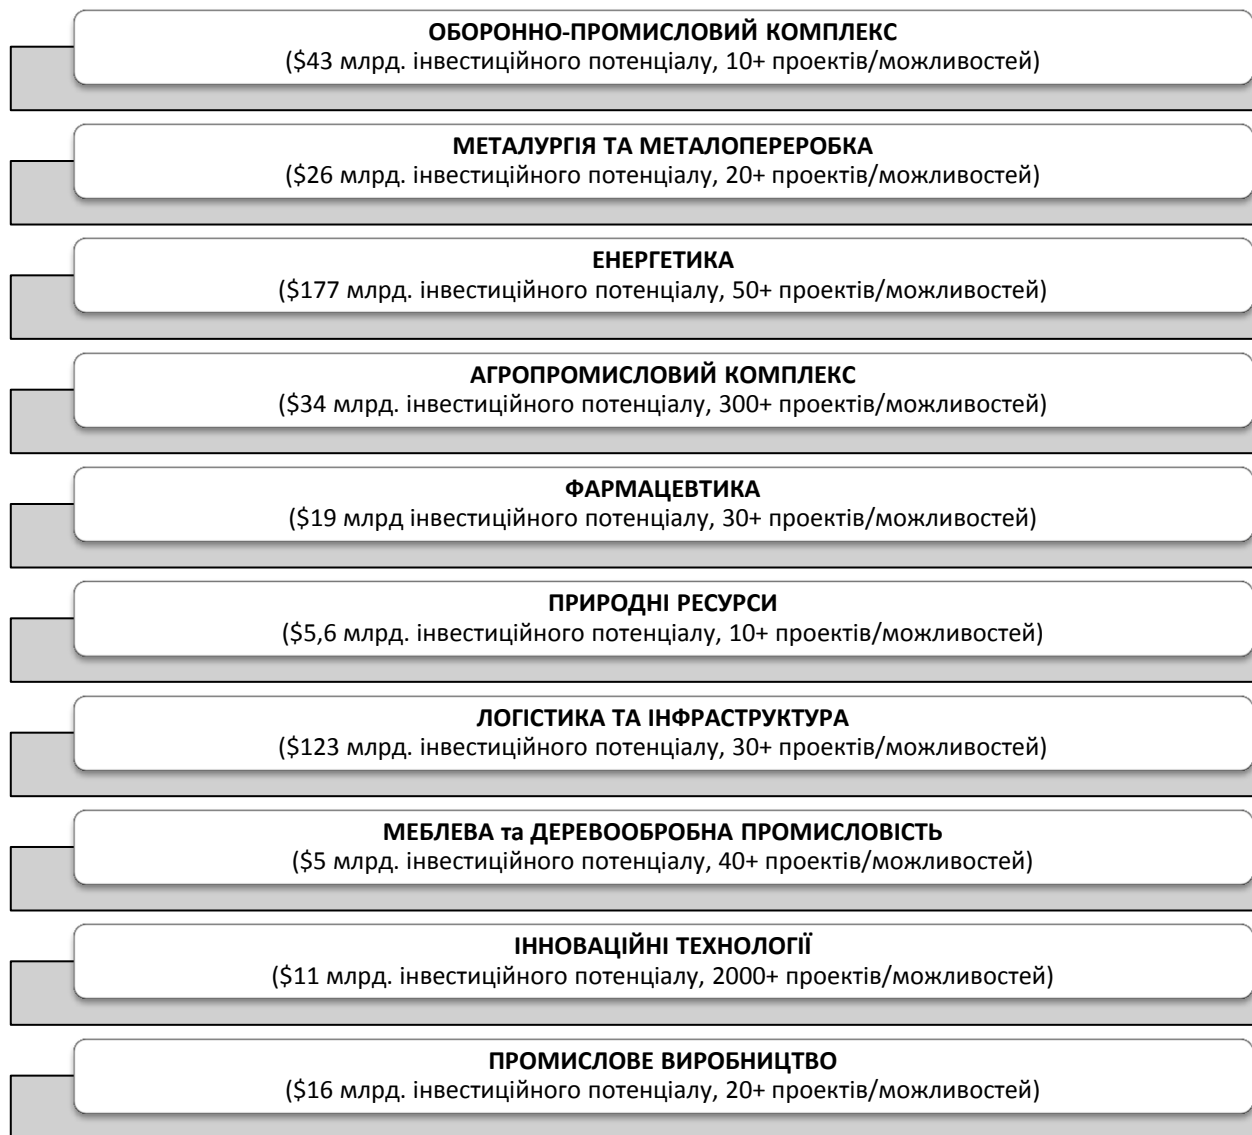 ОБОРОННО-ПРОМИСЛОВИЙ КОМПЛЕКС
($43 млрд. інвестиційного потенціалу, 10+ проектів/можливостей)
МЕТАЛУРГІЯ ТА МЕТАЛОПЕРЕРОБКА
($26 млрд. інвестиційного потенціалу, 20+ проектів/можливостей)
ЕНЕРГЕТИКА
($177 млрд. інвестиційного потенціалу, 50+ проектів/можливостей)
АГРОПРОМИСЛОВИЙ КОМПЛЕКС
($34 млрд. інвестиційного потенціалу, 300+ проектів/можливостей)
ФАРМАЦЕВТИКА
($19 млрд інвестиційного потенціалу, 30+ проектів/можливостей)
ПРИРОДНІ РЕСУРСИ
($5,6 млрд. інвестиційного потенціалу, 10+ проектів/можливостей)
ЛОГІСТИКА ТА ІНФРАСТРУКТУРА
($123 млрд. інвестиційного потенціалу, 30+ проектів/можливостей)
МЕБЛЕВА та ДЕРЕВООБРОБНА ПРОМИСЛОВІСТЬ
($5 млрд. інвестиційного потенціалу, 40+ проектів/можливостей)
ІННОВАЦІЙНІ ТЕХНОЛОГІЇ
($11 млрд. інвестиційного потенціалу, 2000+ проектів/можливостей)
ПРОМИСЛОВЕ ВИРОБНИЦТВО
($16 млрд. інвестиційного потенціалу, 20+ проектів/можливостей)